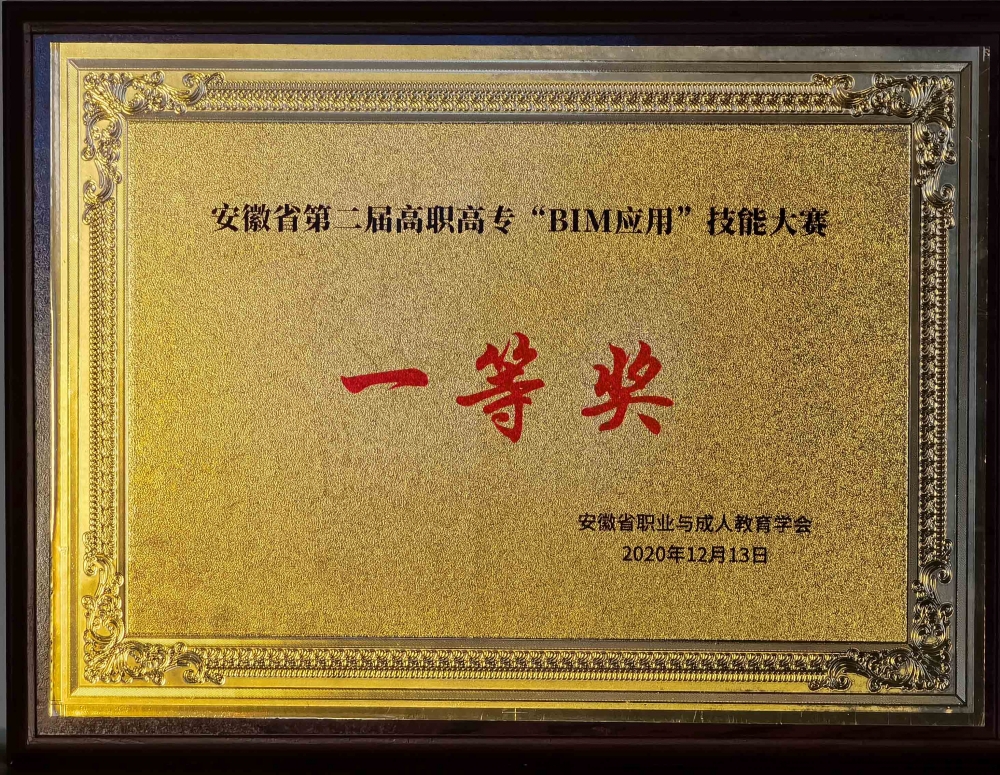 安徽省第二届高职高专“BIM应用”技能大赛
一等奖
安徽省职业与成人教育学会
2020年12月13日